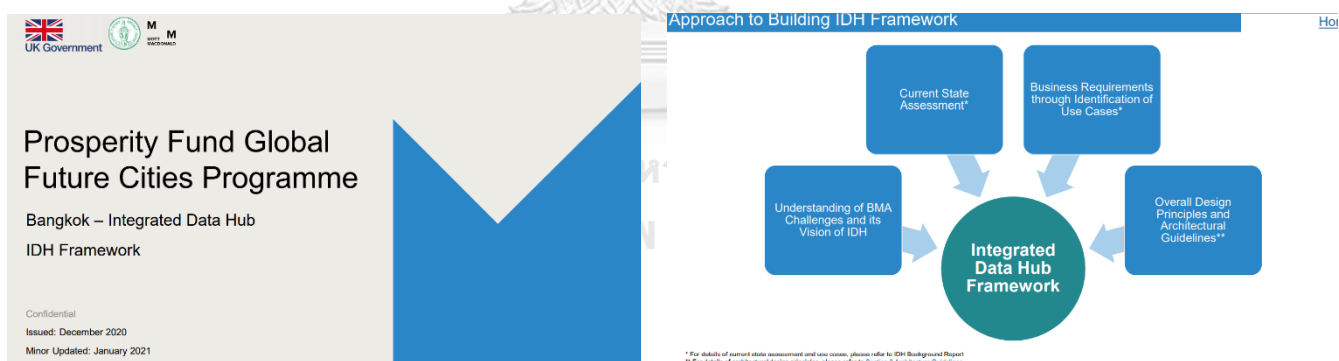 UK Government
M
MOTT
M
MACDONALD
Prosperity Fund Global
Future Cities Programme
Bangkok – Integrated Data Hub
IDH Framework
Confidential
Issued: December 2020
Minor Updated: January 2021
Approach to Building IDH Framework
Hor
Current State
Assessment*
Business Requirements
through Identification of
Use Cases*
Understanding of BMA
Challenges and its
Vision of IDH
Overall Design
Principles and
Architectural
Guidelines**
Integrated
Data Hub
Framework
* For details of current state assessment and use cases, please refer to IDH Background Report